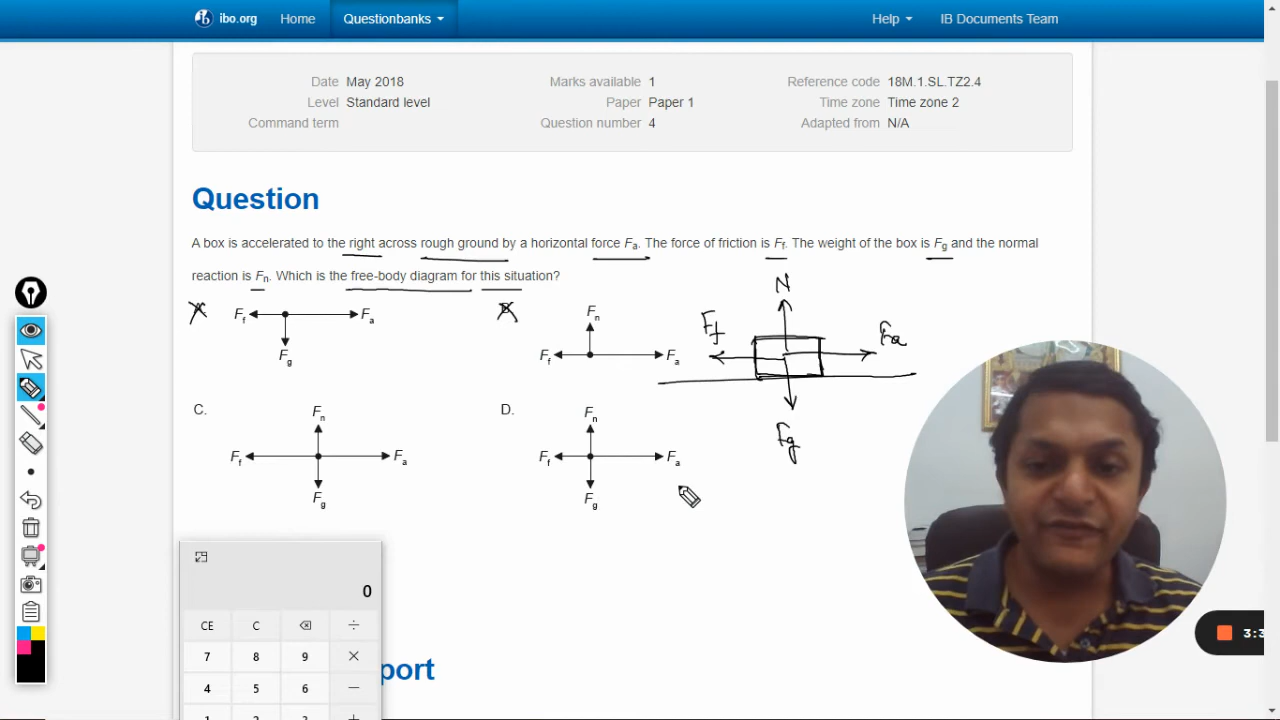 ibo.org Home Questionbanks Help IB Documents Team
Date May 2018 Marks available 1 Reference code 18M.1.SL.TZ2.4
Level Standard level Paper Paper 1 Time zone Time zone 2
Command term Question number 4 Adapted from N/A
Question
A box is accelerated to the right across rough ground by a horizontal force Fa. The force of friction is Ff. The weight of the box is Fg and the normal
reaction is Fn. Which is the free-body diagram for this situation?
A
Ff Fa
Fg
B
Fn
Ff Fa
N
Ff Fa
Fg
C.
Fn
Ff Fa
Fg
D.
Fn
Ff Fa
Fg
0
CE C ⌫ ÷
7 8 9 ×
4 5 6 −
port